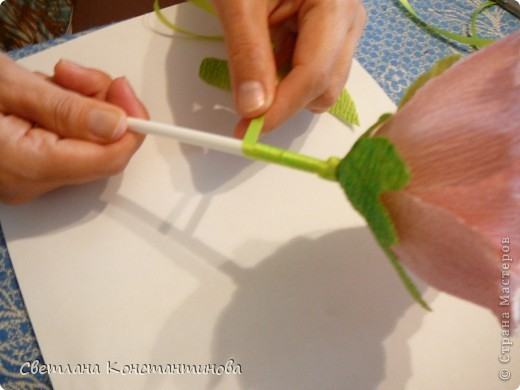 Светлана Константинова
© Страна Мастеров